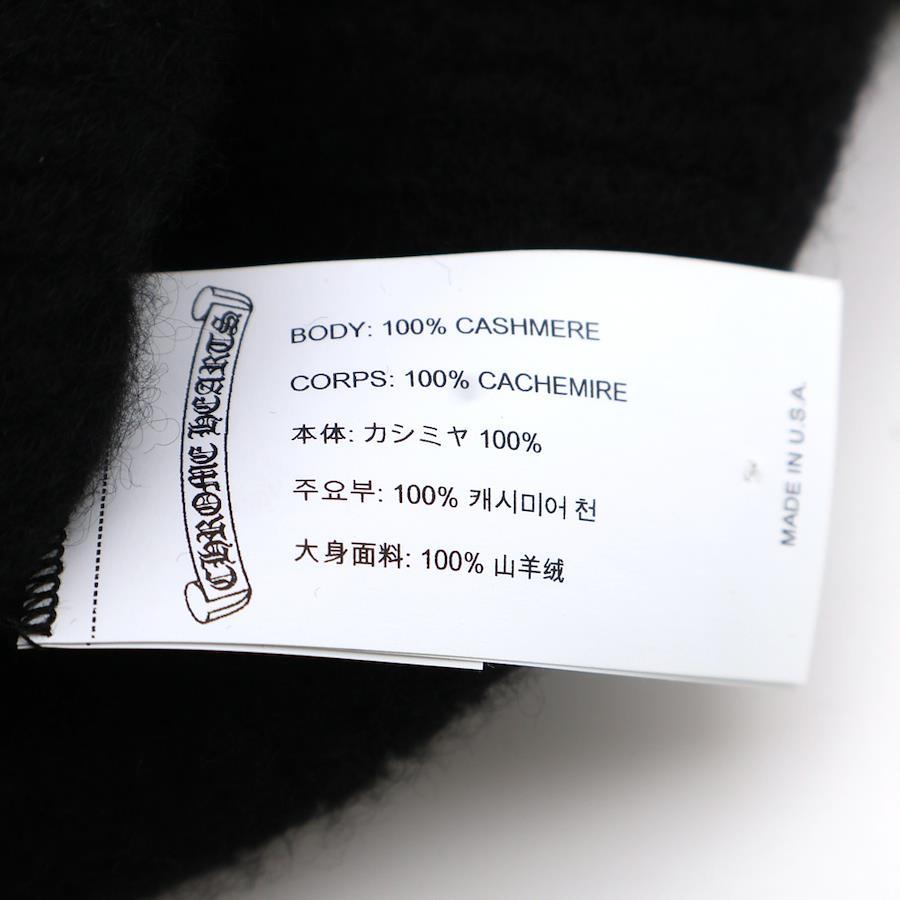 CHROME HEARTS
BODY: 100% CASHMERE
CORPS: 100% CACHEMIRE
本体: カシミヤ 100%
주요부: 100% 캐시미어 천
大身面料: 100% 山羊绒
MADE IN U.S.A.